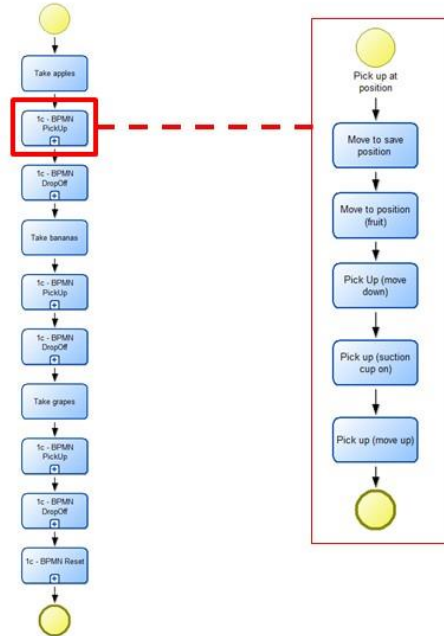 Take apples
1c - BPMN
PickUp
1c - BPMN
DropOff
Take bananas
1c - BPMN
PickUp
1c - BPMN
DropOff
Take grapes
1c - BPMN
PickUp
1c - BPMN
DropOff
1c - BPMN Reset
Pick up at
position
Move to save
position
Move to position
(fruit)
Pick Up (move
down)
Pick up (suction
cup on)
Pick up (move up)